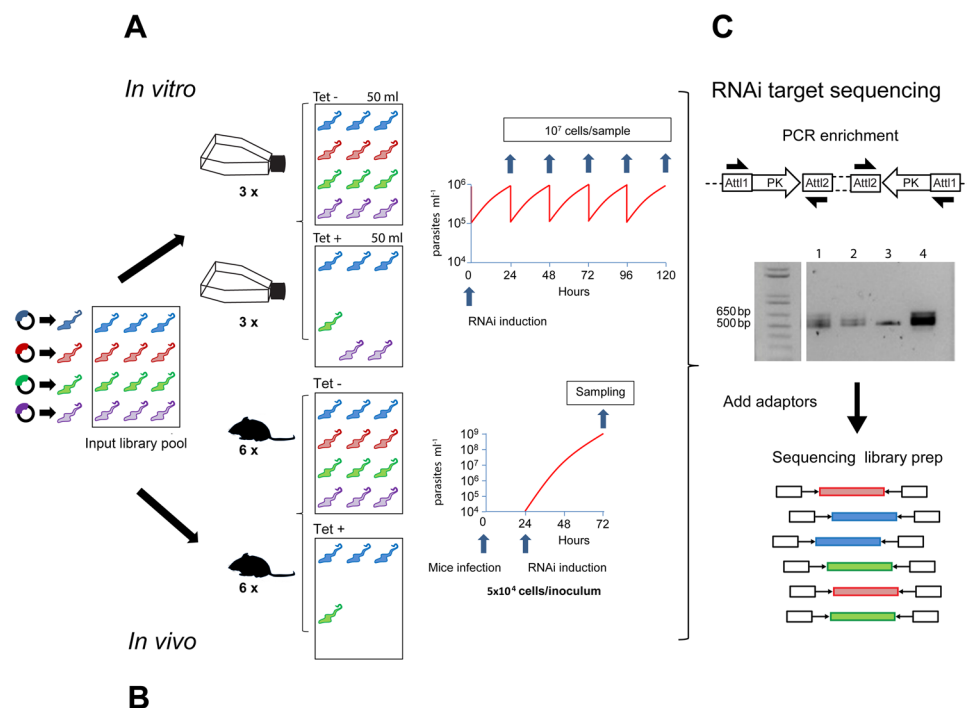 A
In vitro
Tet - 50 ml
3 x
Tet + 50 ml
3 x
Input library pool
10⁷ cells/sample
parasites ml⁻¹
10⁶
10⁵
10⁴
0 24 48 72 96 120
Hours
RNAi induction
Tet -
6 x
Tet +
6 x
In vivo
B
Sampling
parasites ml⁻¹
10⁹
10⁸
10⁷
10⁶
10⁵
10⁴
0 24 48 72
Hours
Mice infection RNAi induction
5x10⁴ cells/inoculum
C
RNAi target sequencing
PCR enrichment
Attl1 PK Attl2 Attl2 PK Attl1
1 2 3 4
650 bp
500 bp
Add adaptors
Sequencing library prep